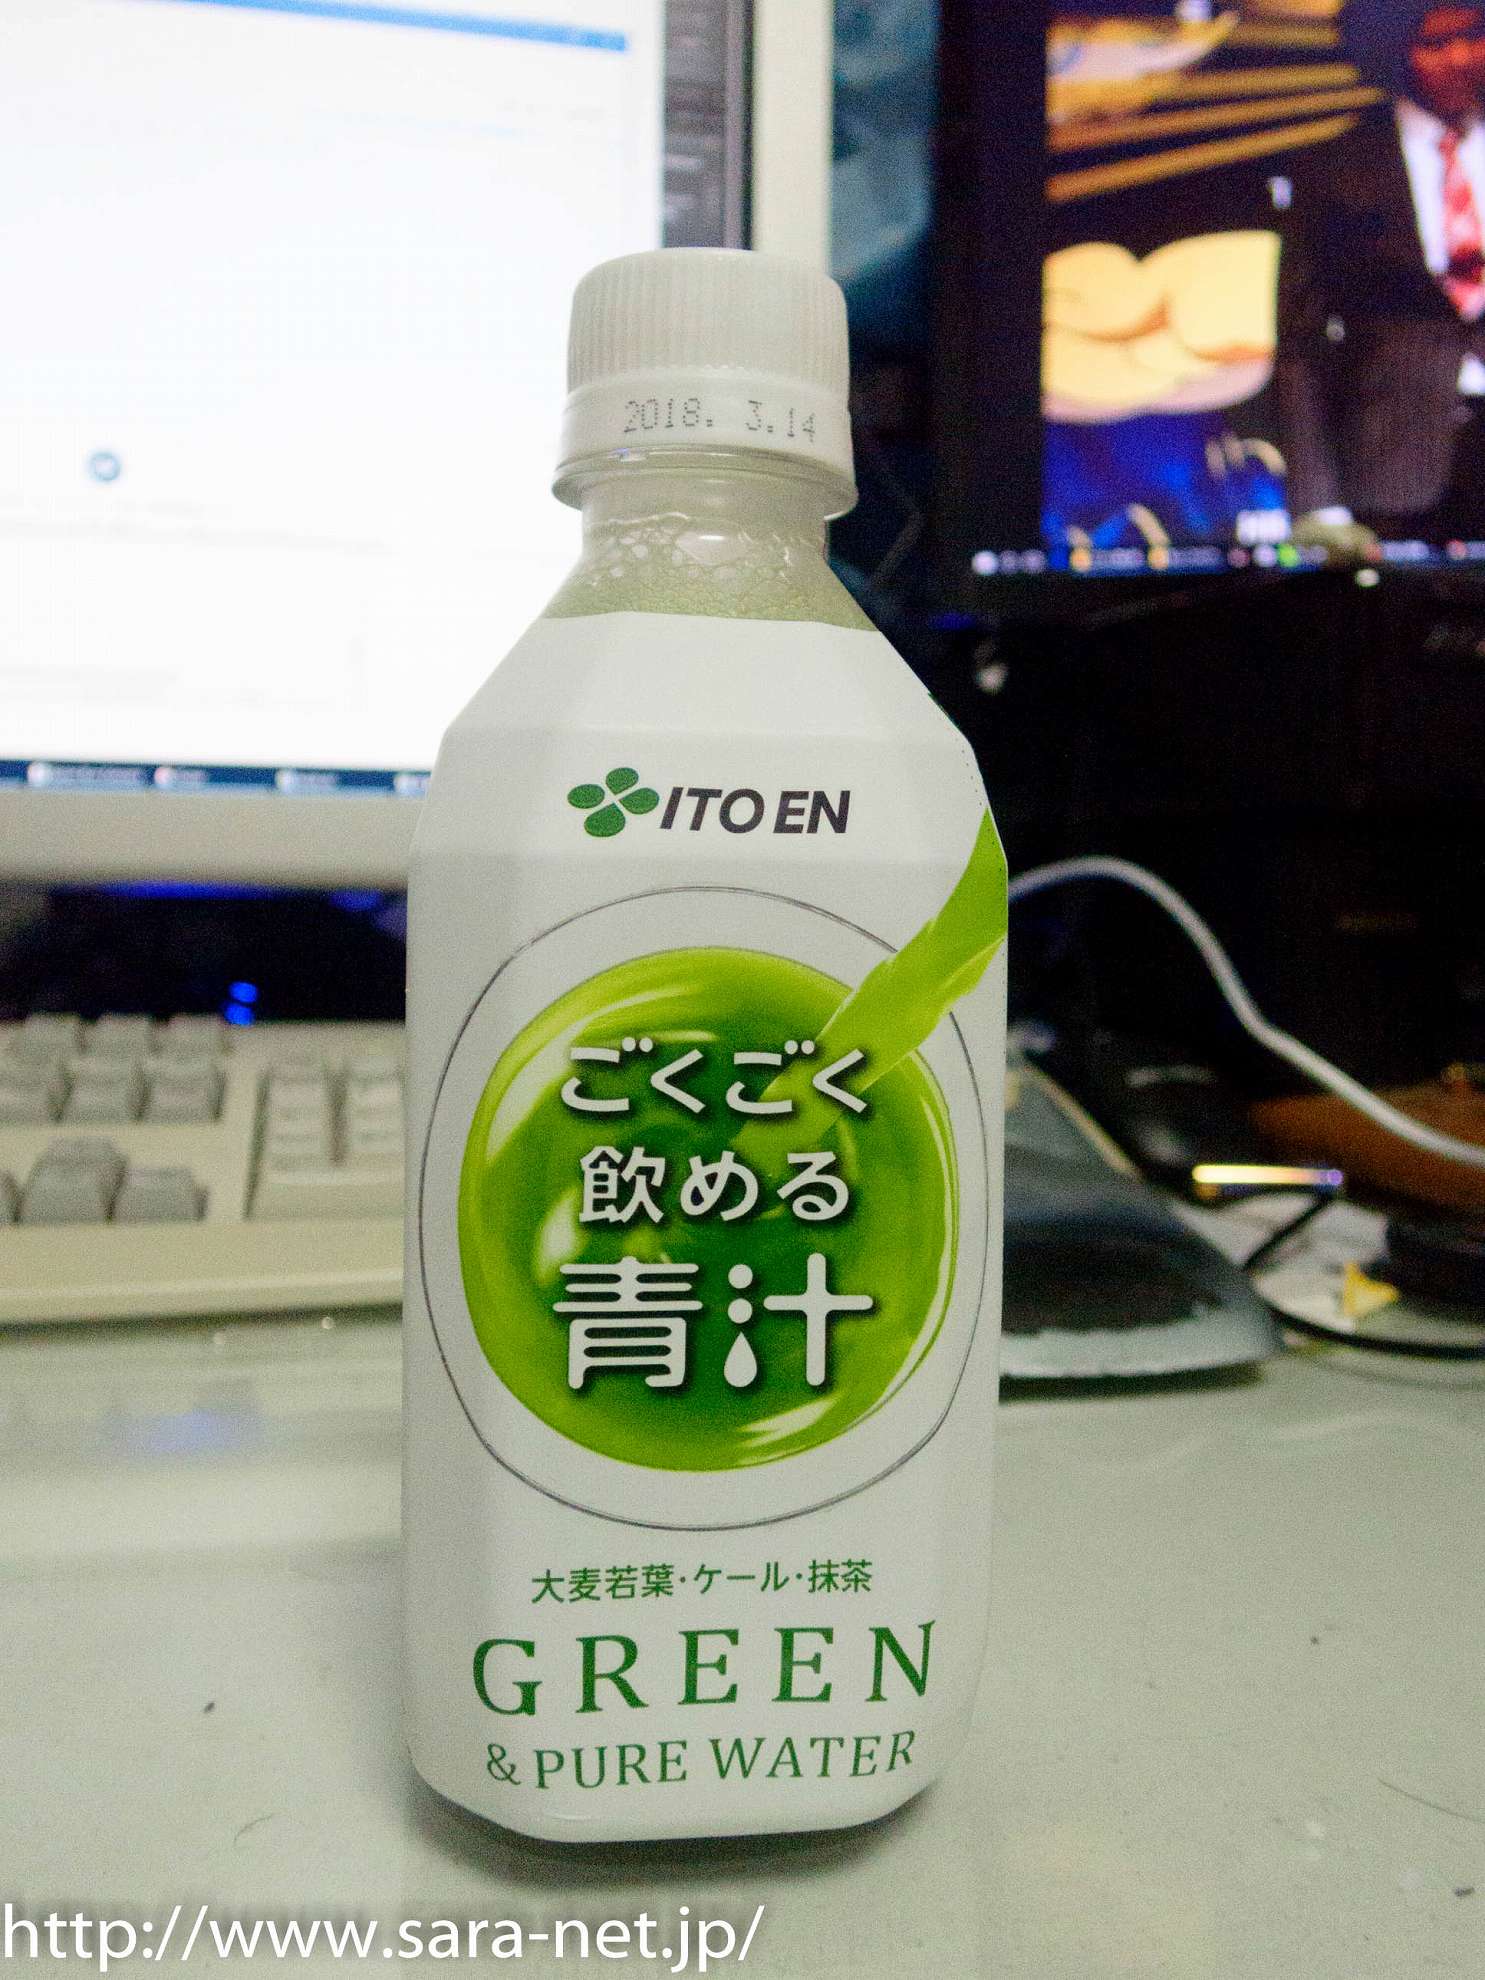 2018. 3.14
ITO EN
ごくごく
飲める
青汁
大麦若葉・ケール・抹茶
GREEN
& PURE WATER
http://www.sara-net.jp/